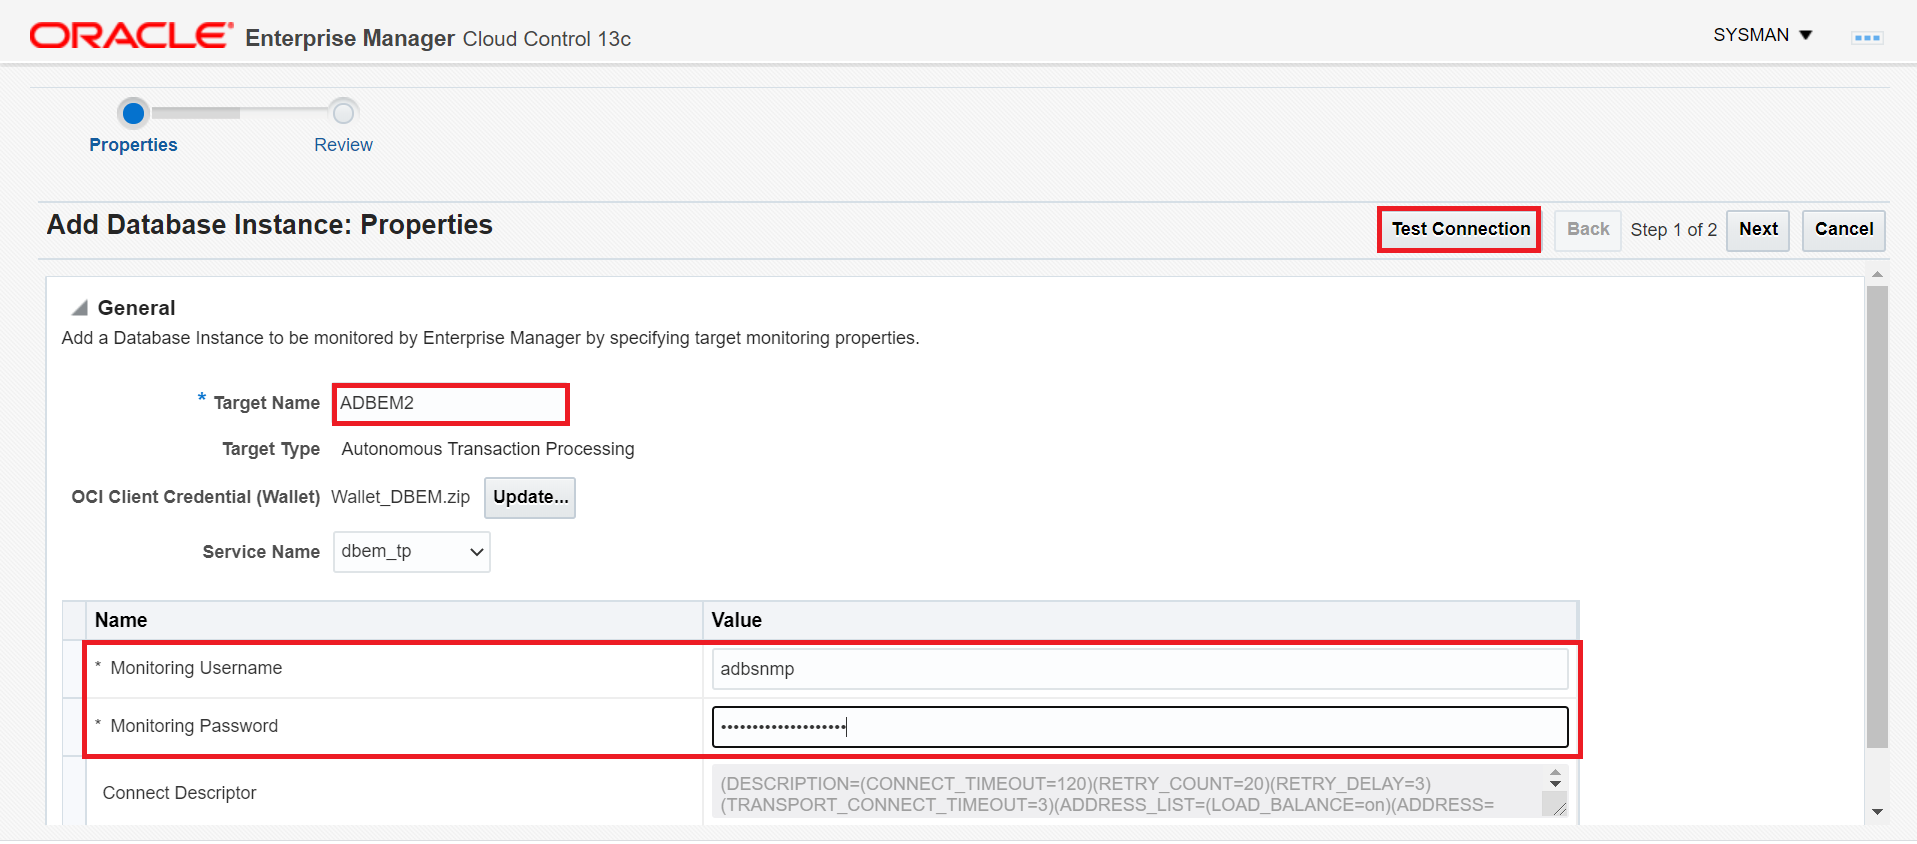 ORACLE Enterprise Manager Cloud Control 13c
SYSMAN
Properties
Review
Add Database Instance: Properties
Test Connection
Back
Step 1 of 2
Next
Cancel
General
Add a Database Instance to be monitored by Enterprise Manager by specifying target monitoring properties.
* Target Name ADBEM2
Target Type Autonomous Transaction Processing
OCI Client Credential (Wallet) Wallet_DBEM.zip Update...
Service Name dbem_tp
Name Value
* Monitoring Username adbsnmp
* Monitoring Password ••••••••••••••••••••
Connect Descriptor
(DESCRIPTION=(CONNECT_TIMEOUT=120)(RETRY_COUNT=20)(RETRY_DELAY=3)
(TRANSPORT_CONNECT_TIMEOUT=3)(ADDRESS_LIST=(LOAD_BALANCE=on)(ADDRESS=